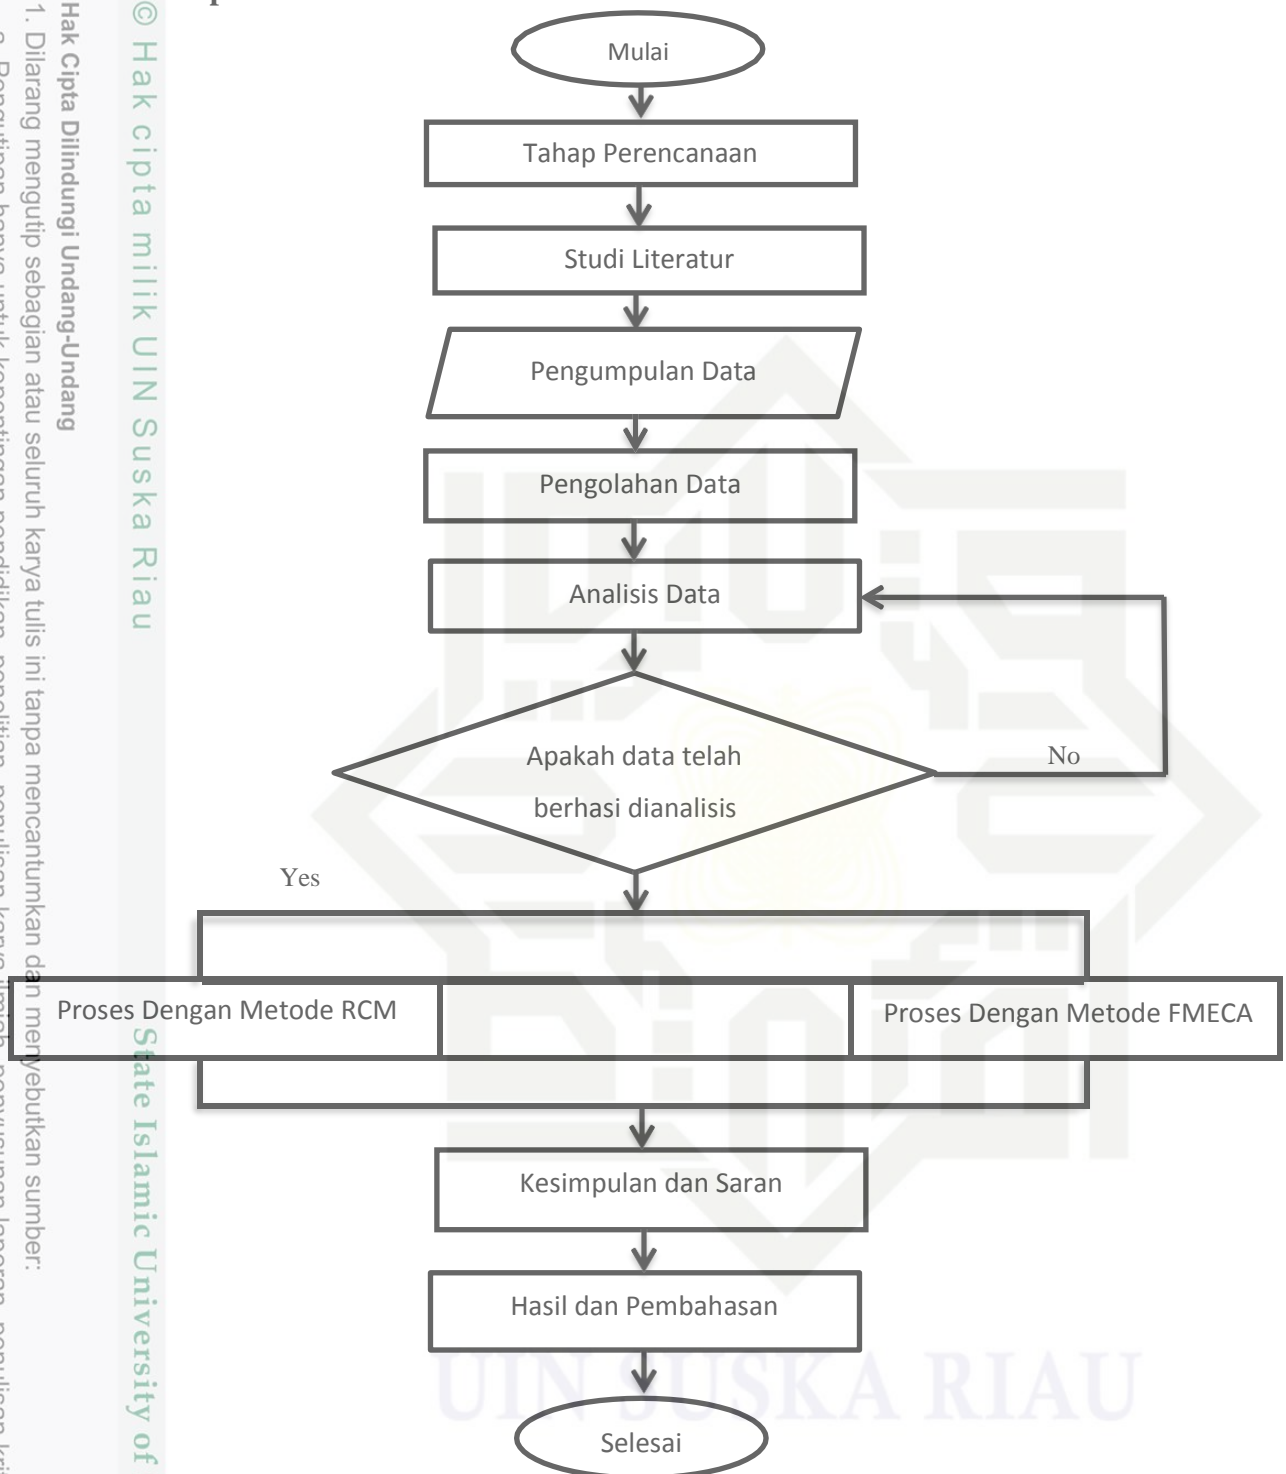 Mulai
Tahap Perencanaan
Studi Literatur
Pengumpulan Data
Pengolahan Data
Analisis Data
Apakah data telah
berhasi dianalisis
No
Yes
Proses Dengan Metode RCM
Proses Dengan Metode FMECA
Kesimpulan dan Saran
Hasil dan Pembahasan
Selesai
UIN SUSKA RIAU
© Hak cipta milik UIN Suska Riau
State Islamic University of
Hak Cipta Dilindungi Undang-Undang
1. Dilarang mengutip sebagian atau seluruh karya tulis ini tanpa mencantumkan dan menyebutkan sumber: